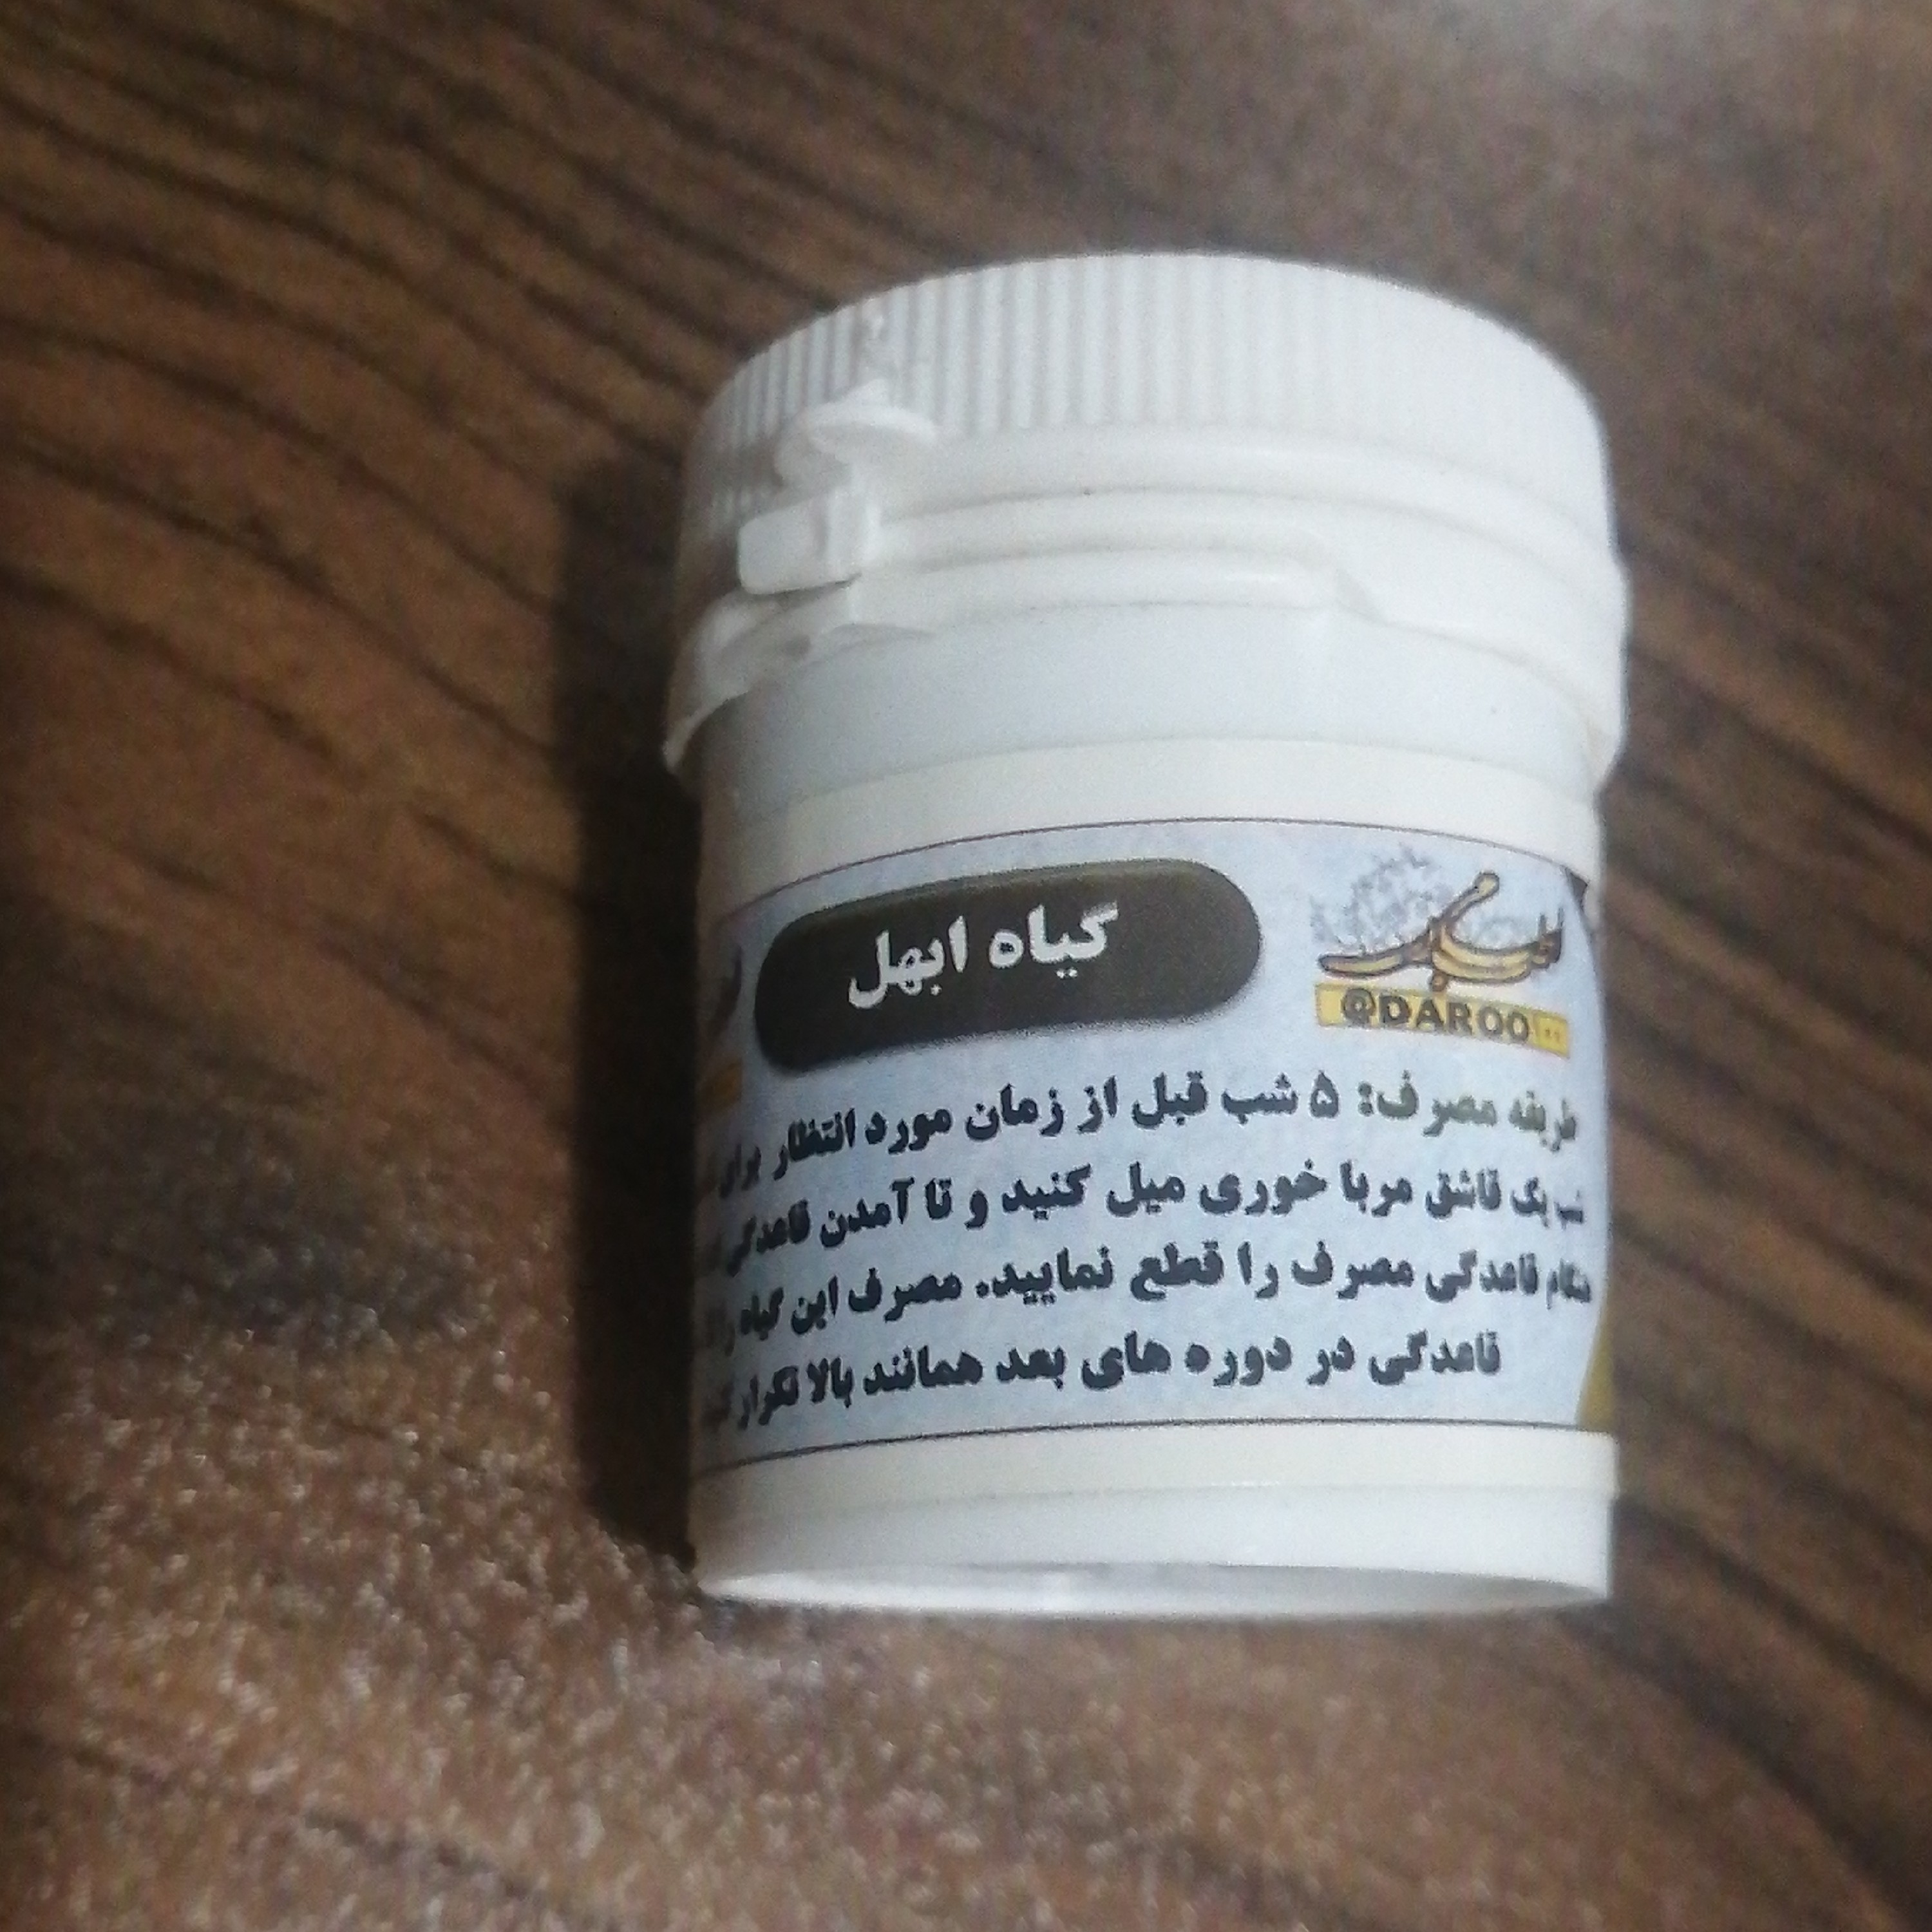 گیاه ابهل
@DAROO
طریقه مصرف: ۵ شب قبل از زمان مورد انتظار برای
شب یک قاشق مربا خوری میل کنید و تا آمدن قاعدگی
هنگام قاعدگی مصرف را قطع نمایید. مصرف این گیاه را
قاعدگی در دوره های بعد همانند بالا تکرار